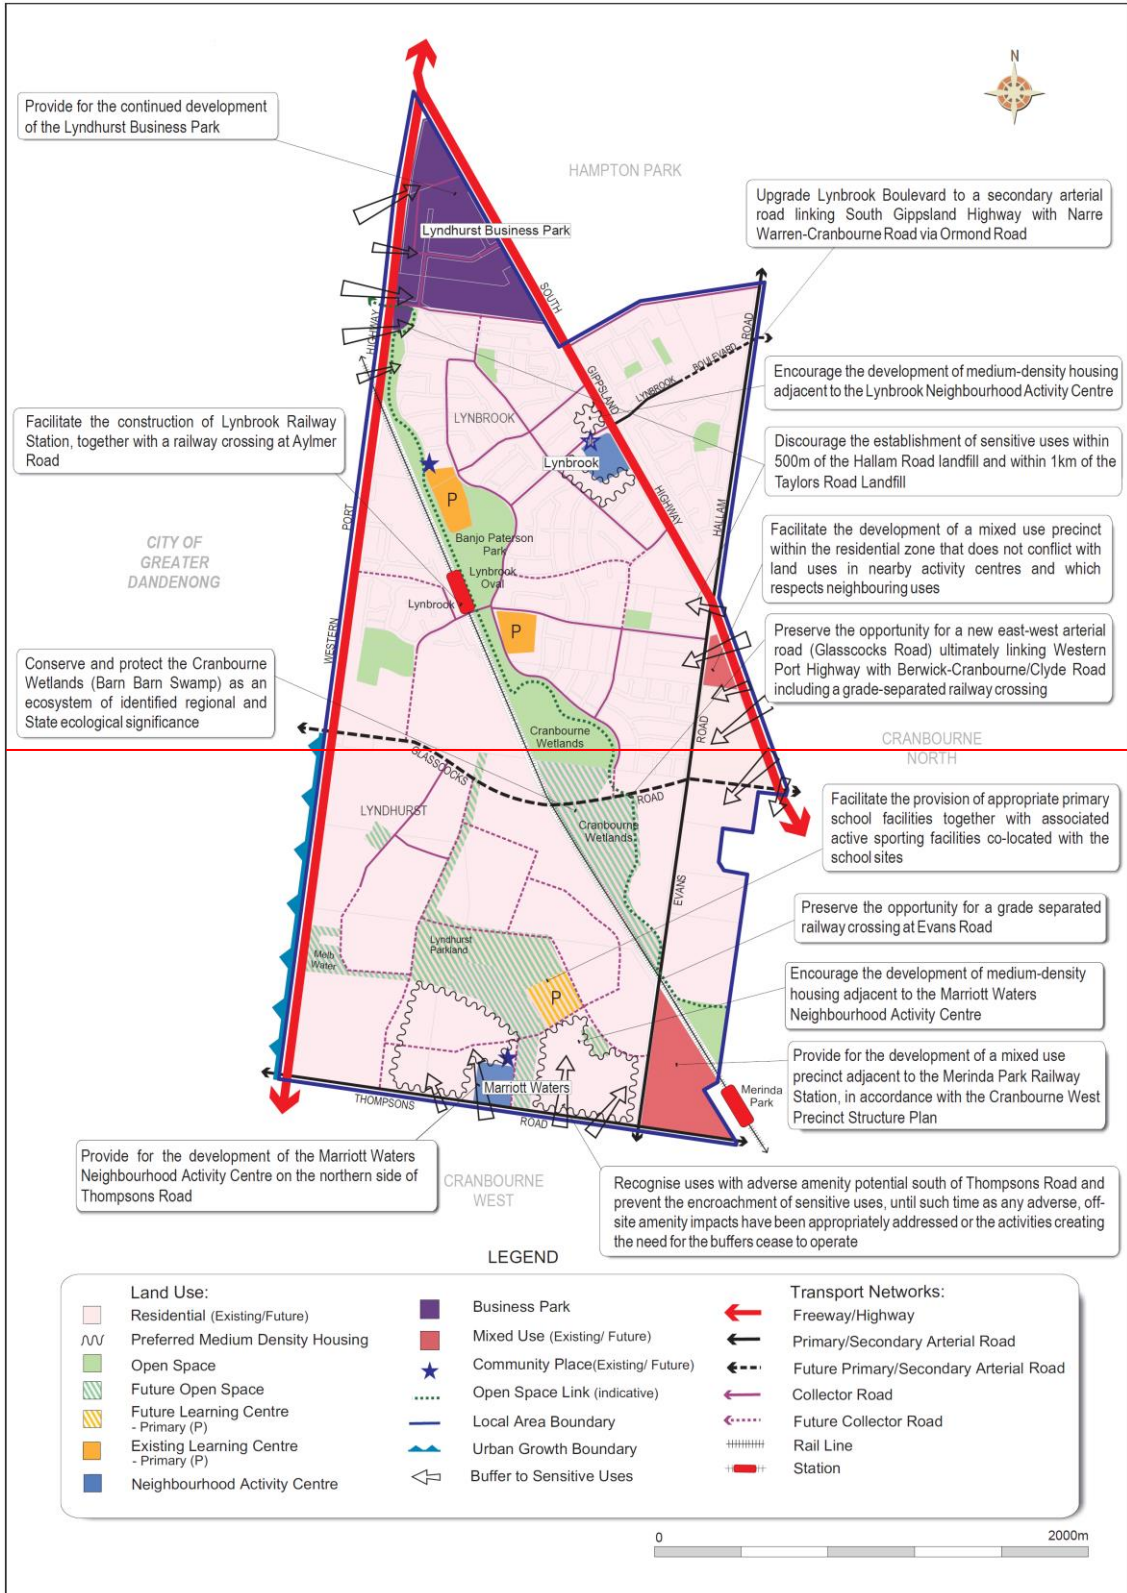 N
Provide for the continued development
of the Lyndhurst Business Park
HAMPTON PARK
Upgrade Lynbrook Boulevard to a secondary arterial
road linking South Gippsland Highway with Narre
Warren-Cranbourne Road via Ormond Road
Lyndhurst Business Park
SOUTH
GIPPSLAND
HIGHWAY
HIGHWAY
PORT
WESTERN
LYNBROOK
BOULEVARD
ROAD
HALLAM
Encourage the development of medium-density housing
adjacent to the Lynbrook Neighbourhood Activity Centre
LYNBROOK
Lynbrook
Facilitate the construction of Lynbrook Railway
Station, together with a railway crossing at Aylmer
Road
Discourage the establishment of sensitive uses within
500m of the Hallam Road landfill and within 1km of the
Taylors Road Landfill
P
Banjo Paterson
Park
Lynbrook
Oval
CITY OF
GREATER
DANDENONG
Facilitate the development of a mixed use precinct
within the residential zone that does not conflict with
land uses in nearby activity centres and which
respects neighbouring uses
Lynbrook
P
Preserve the opportunity for a new east-west arterial
road (Glasscocks Road) ultimately linking Western
Port Highway with Berwick-Cranbourne/Clyde Road
including a grade-separated railway crossing
Conserve and protect the Cranbourne
Wetlands (Barn Barn Swamp) as an
ecosystem of identified regional and
State ecological significance
Cranbourne
Wetlands
ROAD
CRANBOURNE
NORTH
GLASSCOCKS
ROAD
LYNDHURST
Cranbourne
Wetlands
Facilitate the provision of appropriate primary
school facilities together with associated
active sporting facilities co-located with the
school sites
EVANS
Preserve the opportunity for a grade separated
railway crossing at Evans Road
Lyndhurst
Parkland
Melb
Water
P
Encourage the development of medium-density
housing adjacent to the Marriott Waters
Neighbourhood Activity Centre
Provide for the development of a mixed use
precinct adjacent to the Merinda Park Railway
Station, in accordance with the Cranbourne West
Precinct Structure Plan
Marriott Waters
Merinda
Park
THOMPSONS
ROAD
Provide for the development of the Marriott Waters
Neighbourhood Activity Centre on the northern side of
Thompsons Road
CRANBOURNE
WEST
Recognise uses with adverse amenity potential south of Thompsons Road and
prevent the encroachment of sensitive uses, until such time as any adverse, off-
site amenity impacts have been appropriately addressed or the activities creating
the need for the buffers cease to operate
LEGEND
Land Use:
Residential (Existing/Future)
Preferred Medium Density Housing
Open Space
Future Open Space
Future Learning Centre
- Primary (P)
Existing Learning Centre
- Primary (P)
Neighbourhood Activity Centre
Business Park
Mixed Use (Existing/ Future)
Community Place(Existing/ Future)
Open Space Link (indicative)
Local Area Boundary
Urban Growth Boundary
Buffer to Sensitive Uses
Transport Networks:
Freeway/Highway
Primary/Secondary Arterial Road
Future Primary/Secondary Arterial Road
Collector Road
Future Collector Road
Rail Line
Station
0
2000m